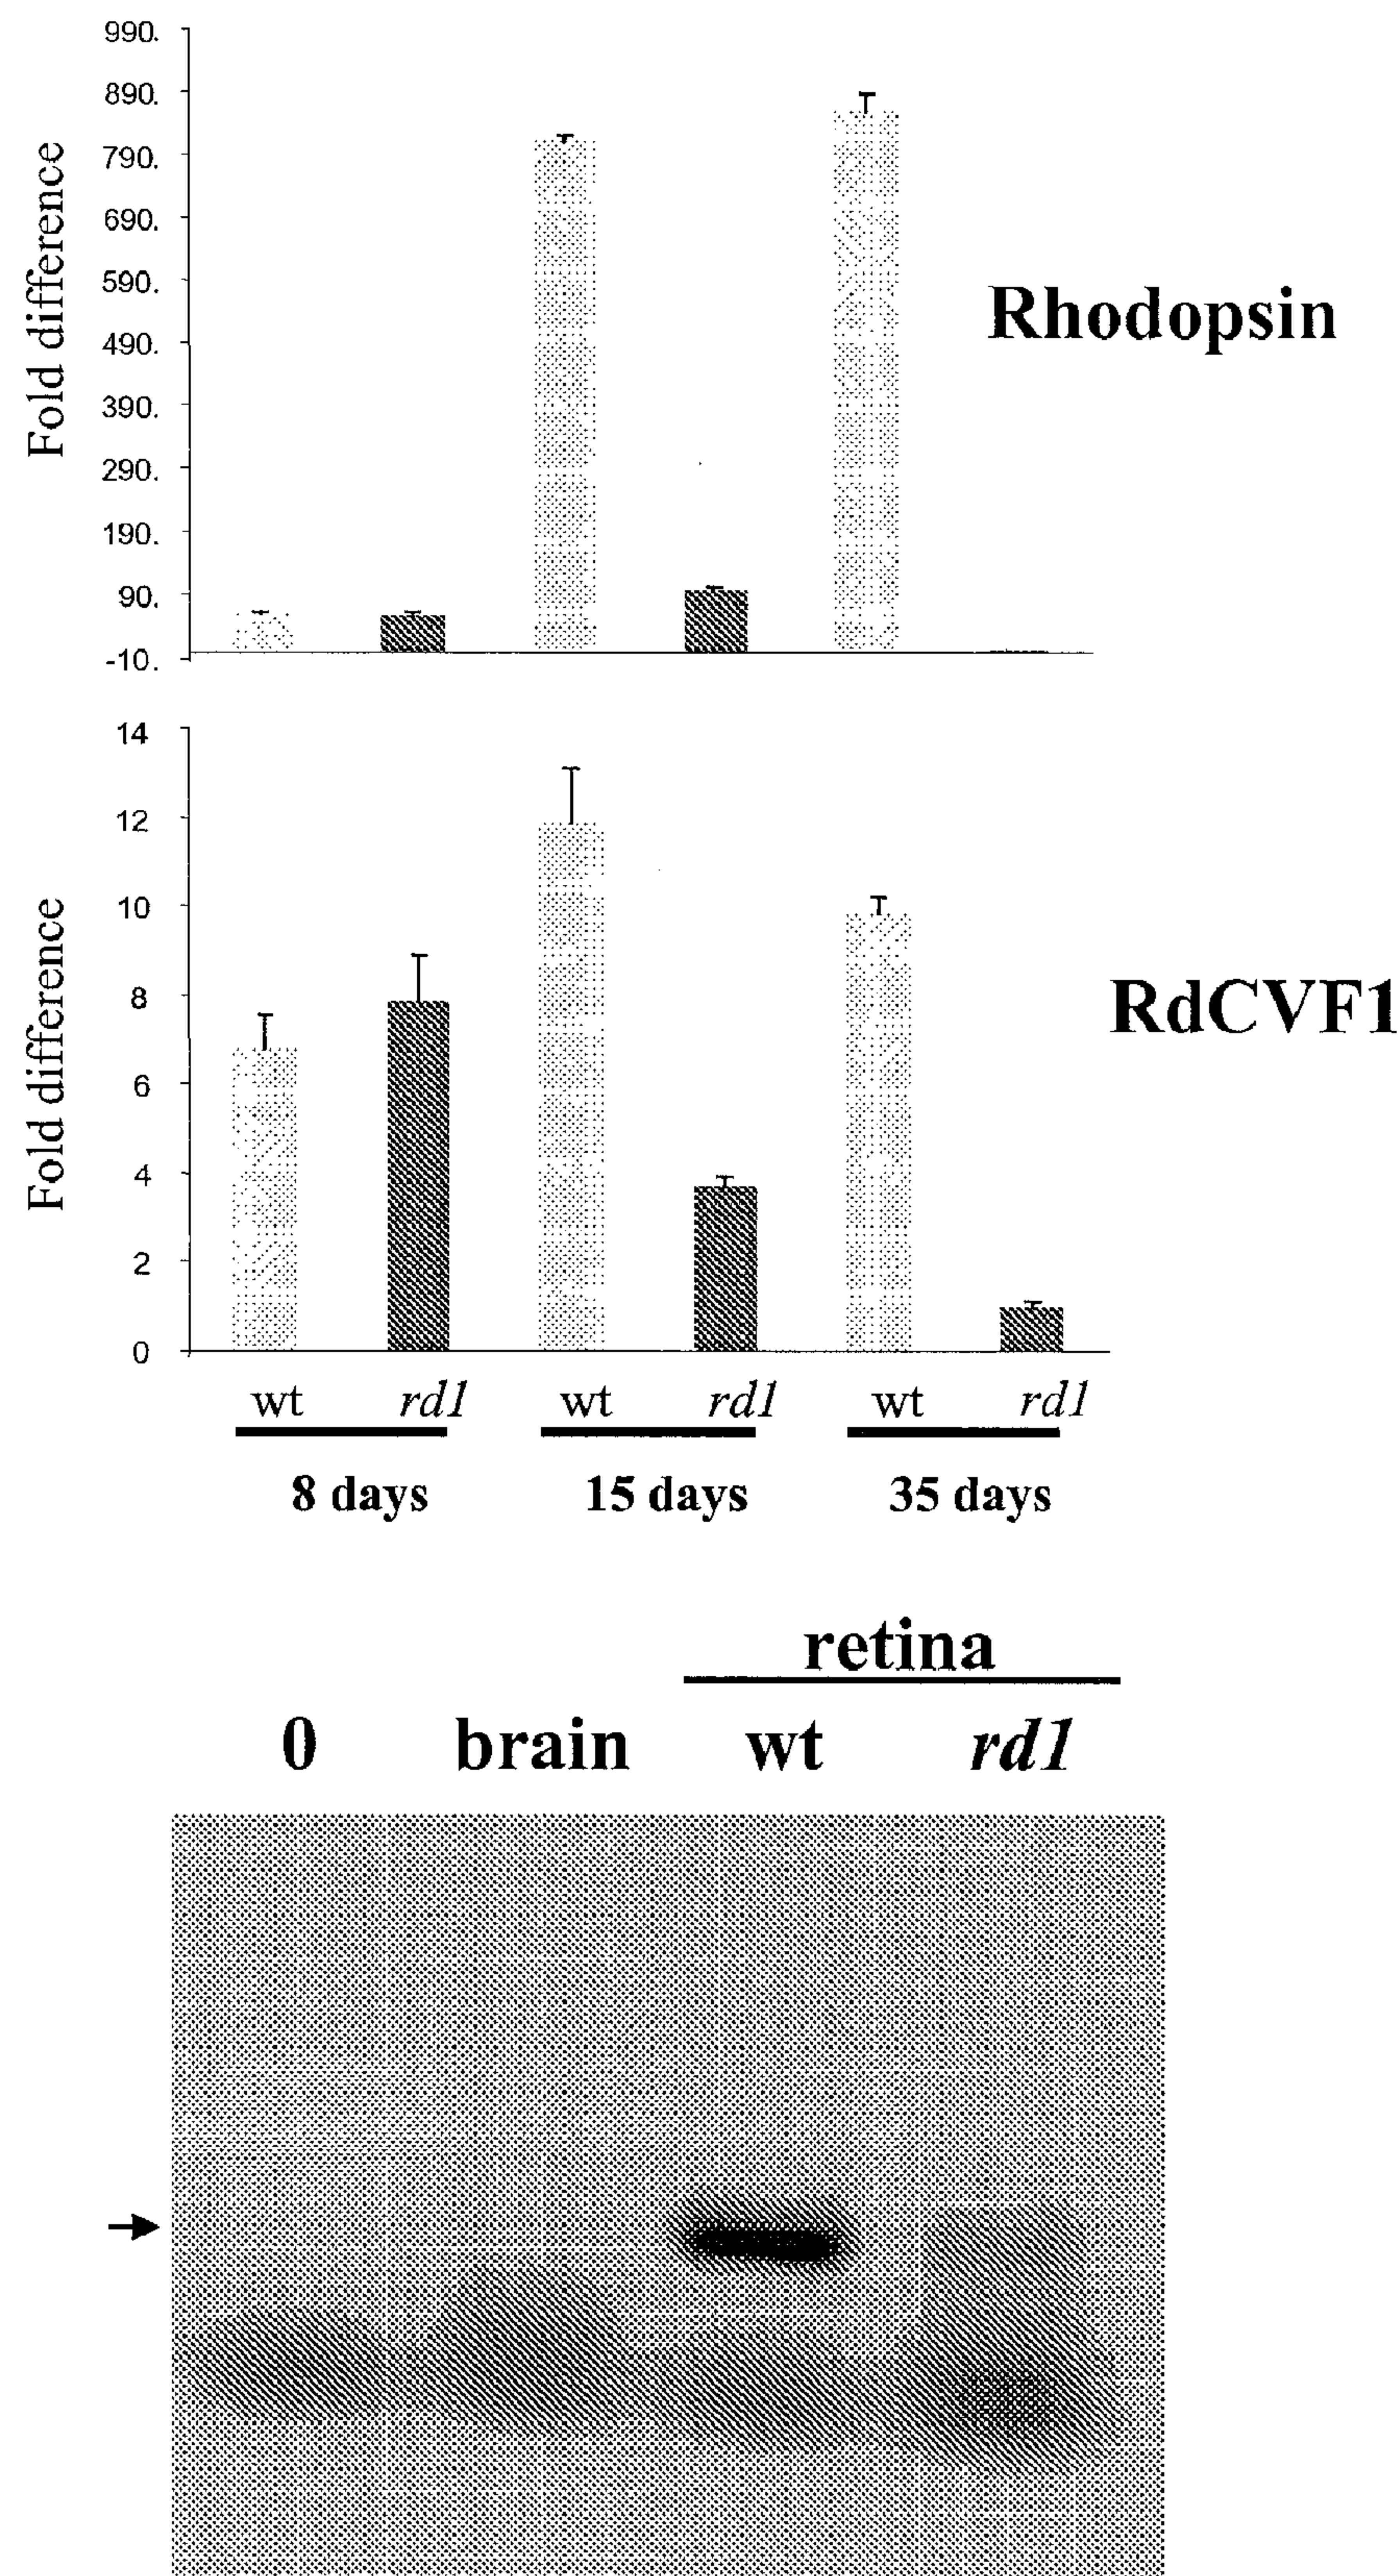 990.
890.
790.
690.
590.
490.
390.
290.
190.
90.
-10.
Fold difference
Rhodopsin
14
12
10
8
6
4
2
0
Fold difference
RdCVF1
wt rd1 wt rd1 wt rd1
8 days 15 days 35 days
retina
0 brain wt rd1